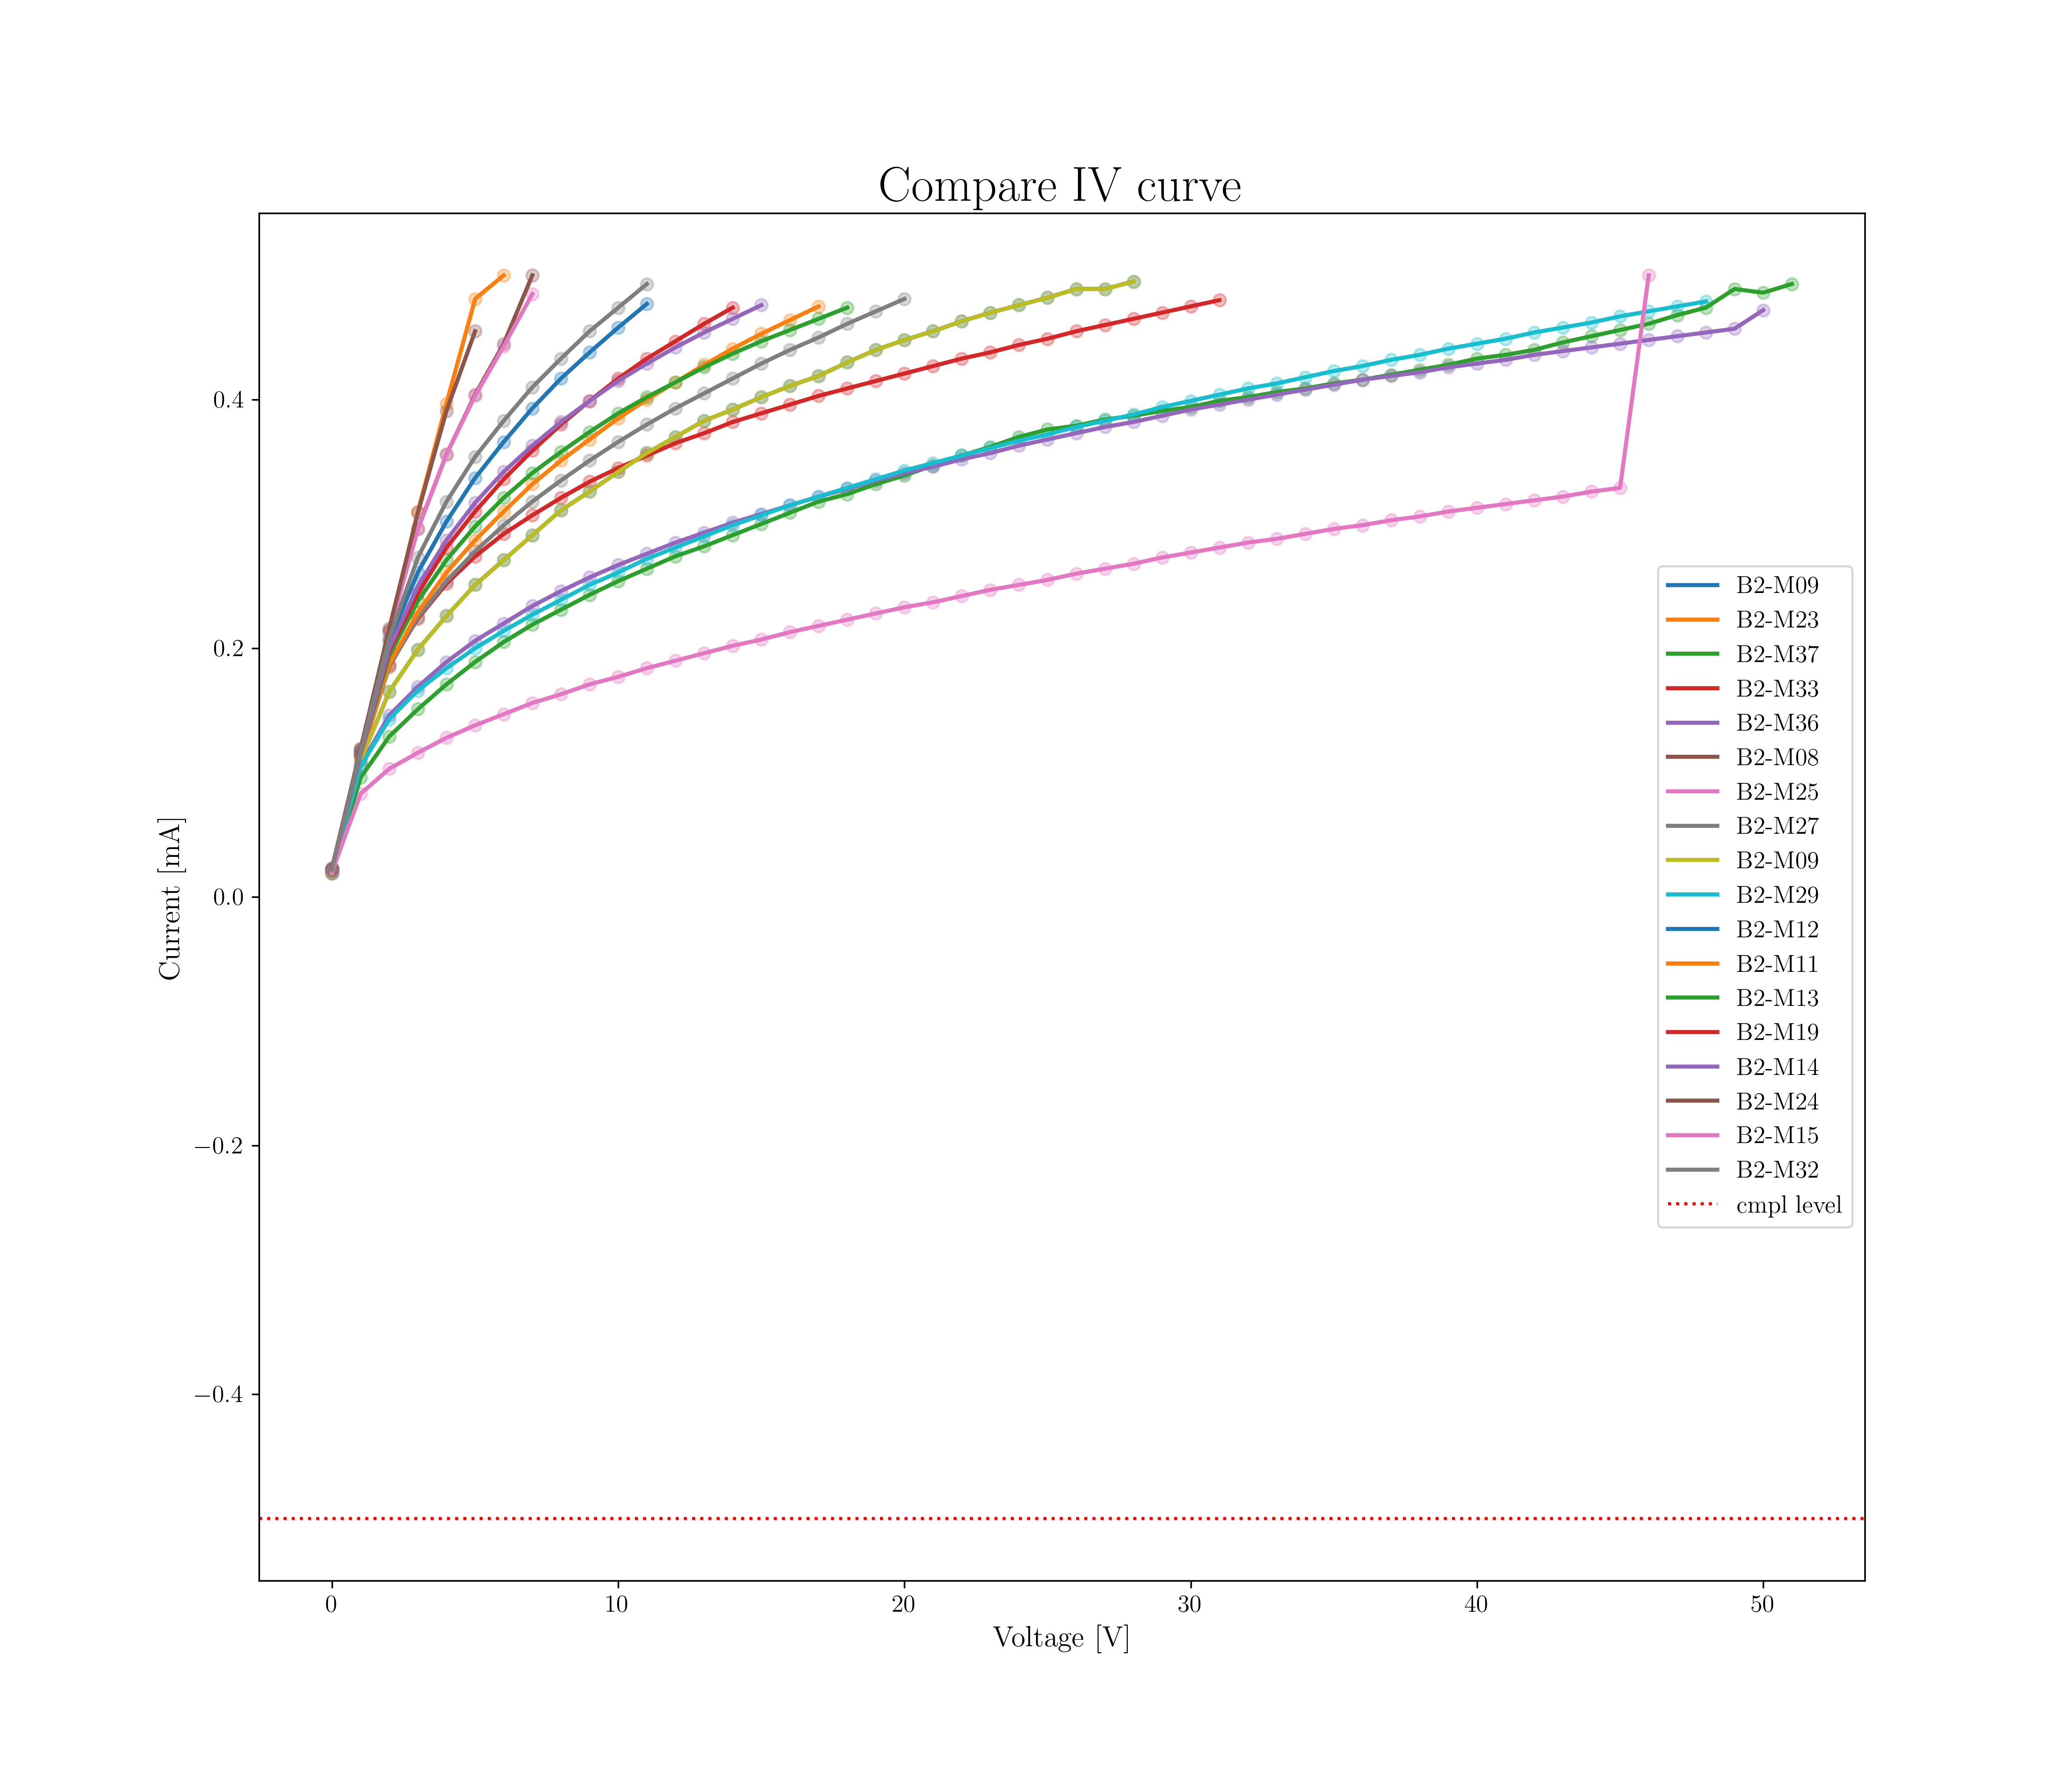 Compare IV curve
Current [mA]
0.4
0.2
0.0
−0.2
−0.4
B2-M09
B2-M23
B2-M37
B2-M33
B2-M36
B2-M08
B2-M25
B2-M27
B2-M09
B2-M29
B2-M12
B2-M11
B2-M13
B2-M19
B2-M14
B2-M24
B2-M15
B2-M32
cmpl level
0 10 20 30 40 50
Voltage [V]